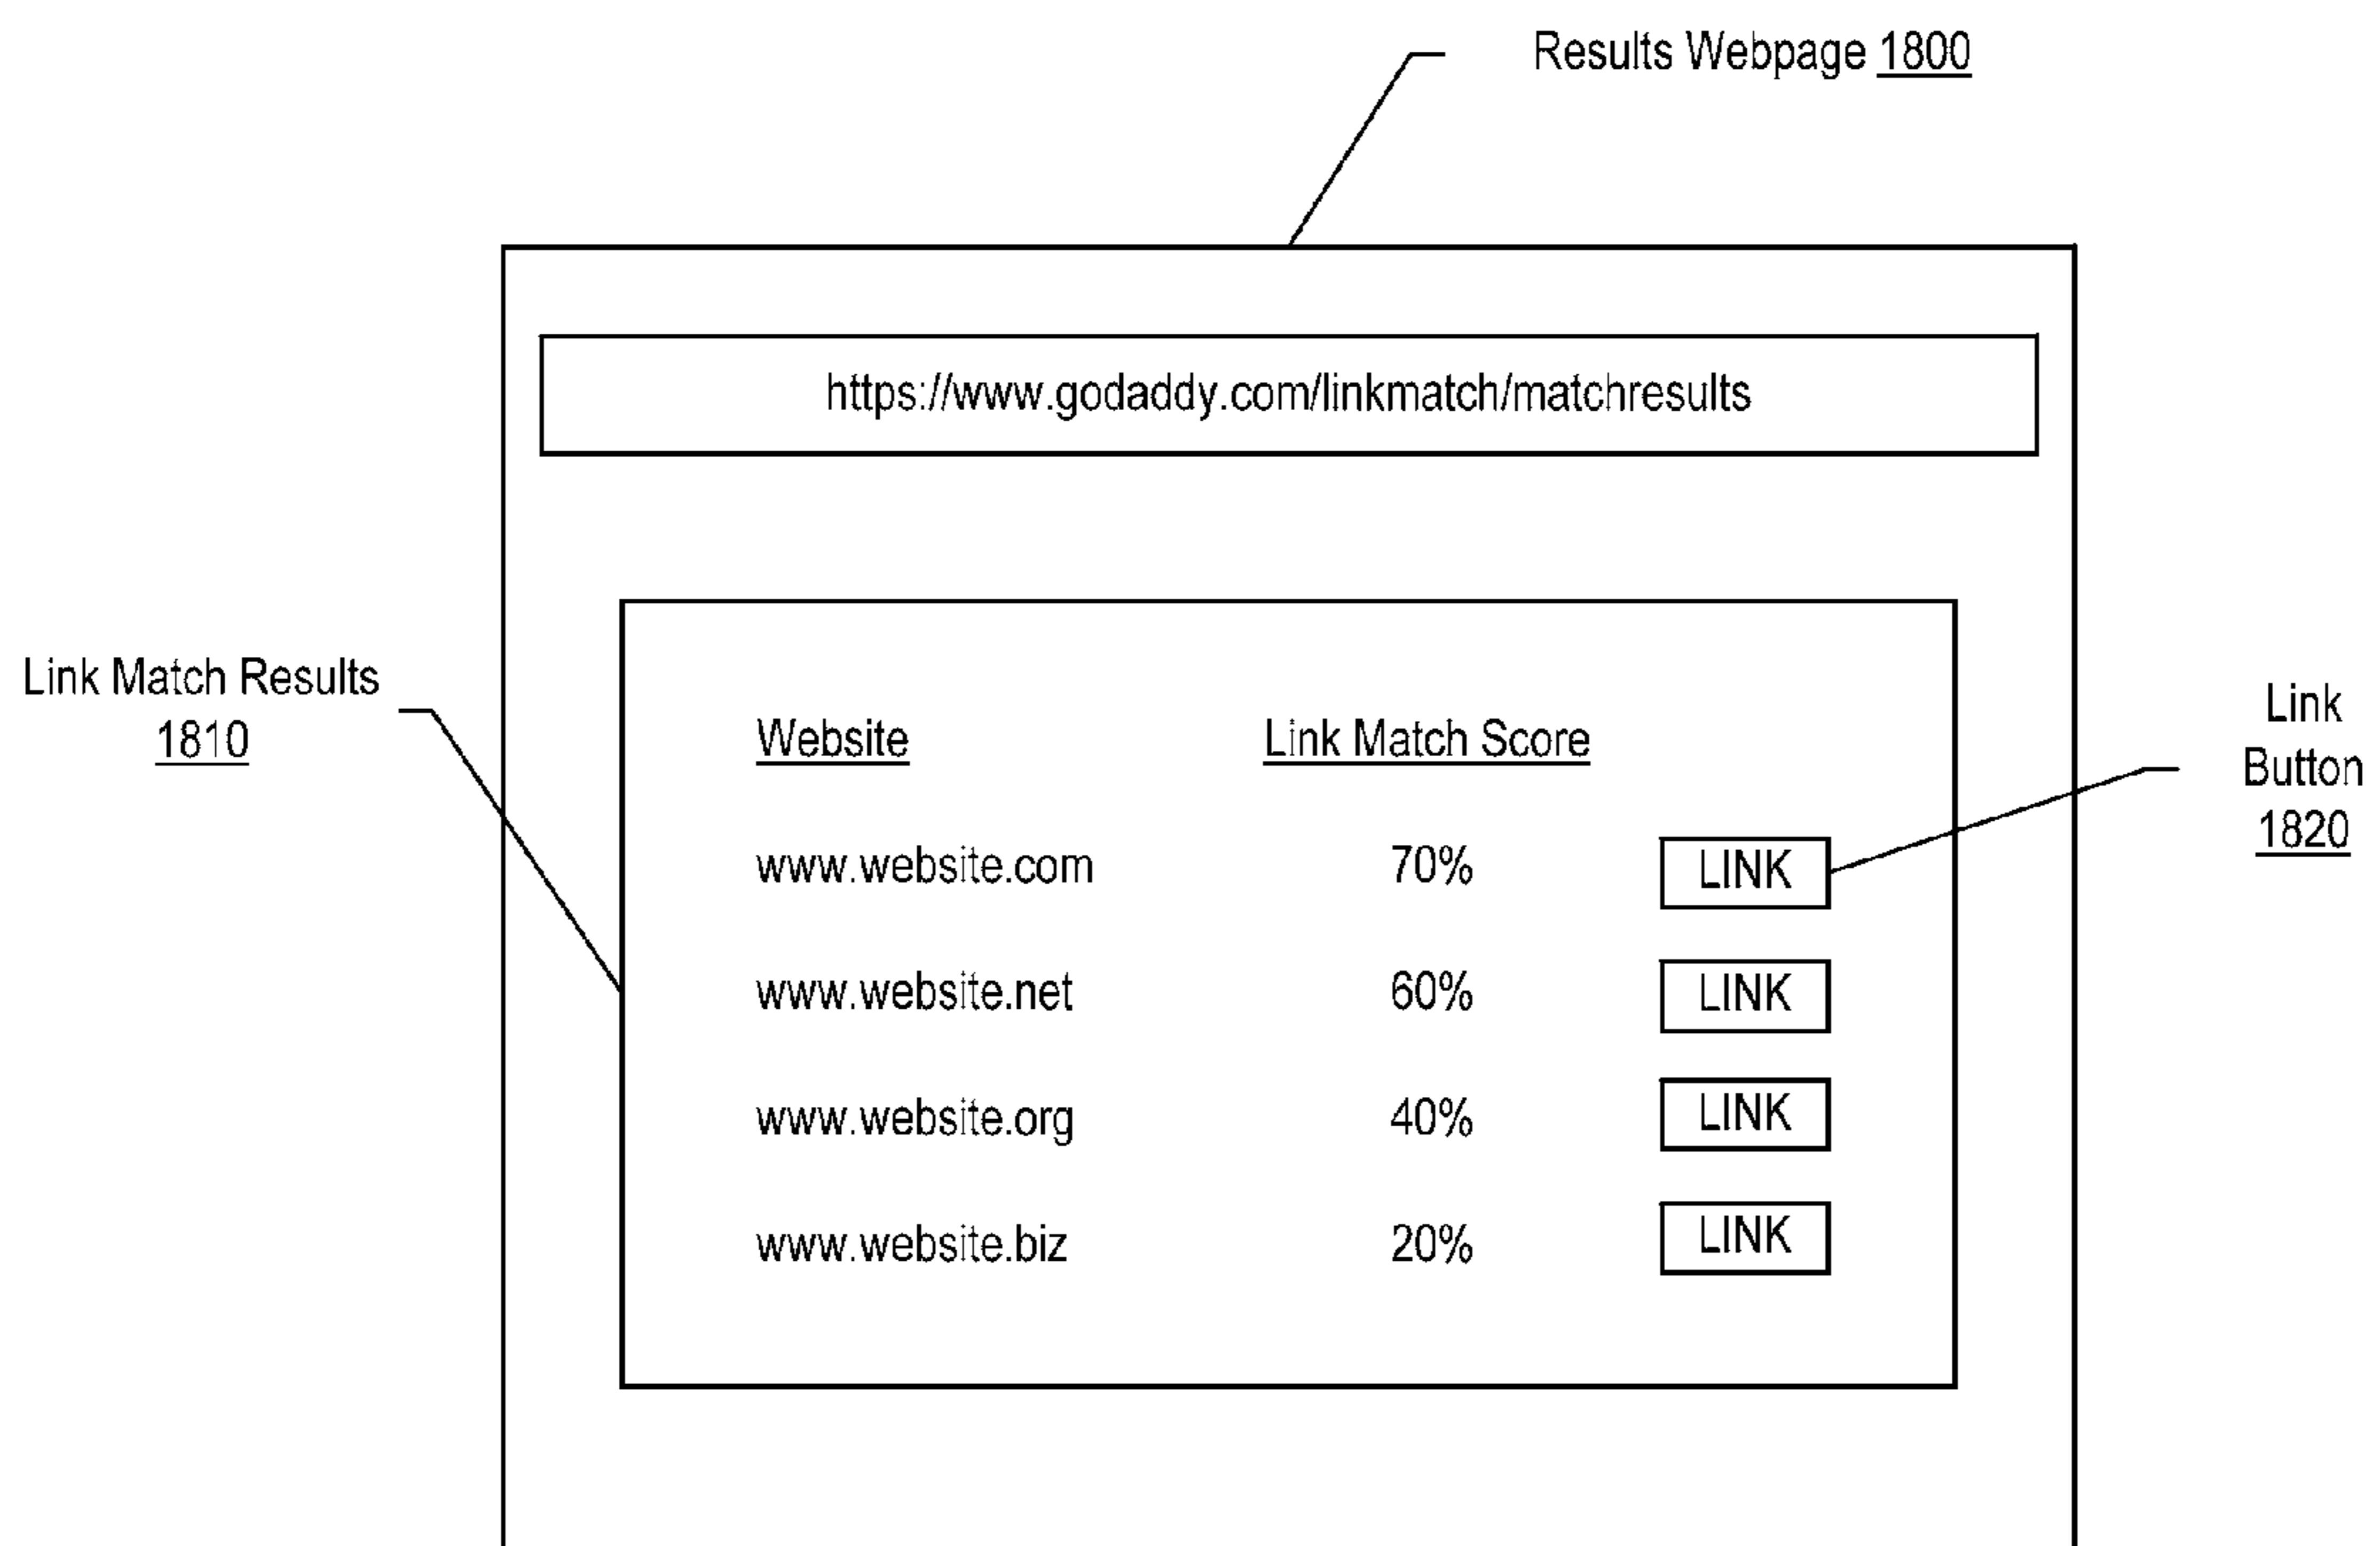 Results Webpage 1800
https://www.godaddy.com/linkmatch/matchresults
Link Match Results
1810
Link
Button
1820
Website Link Match Score
www.website.com 70% LINK
www.website.net 60% LINK
www.website.org 40% LINK
www.website.biz 20% LINK